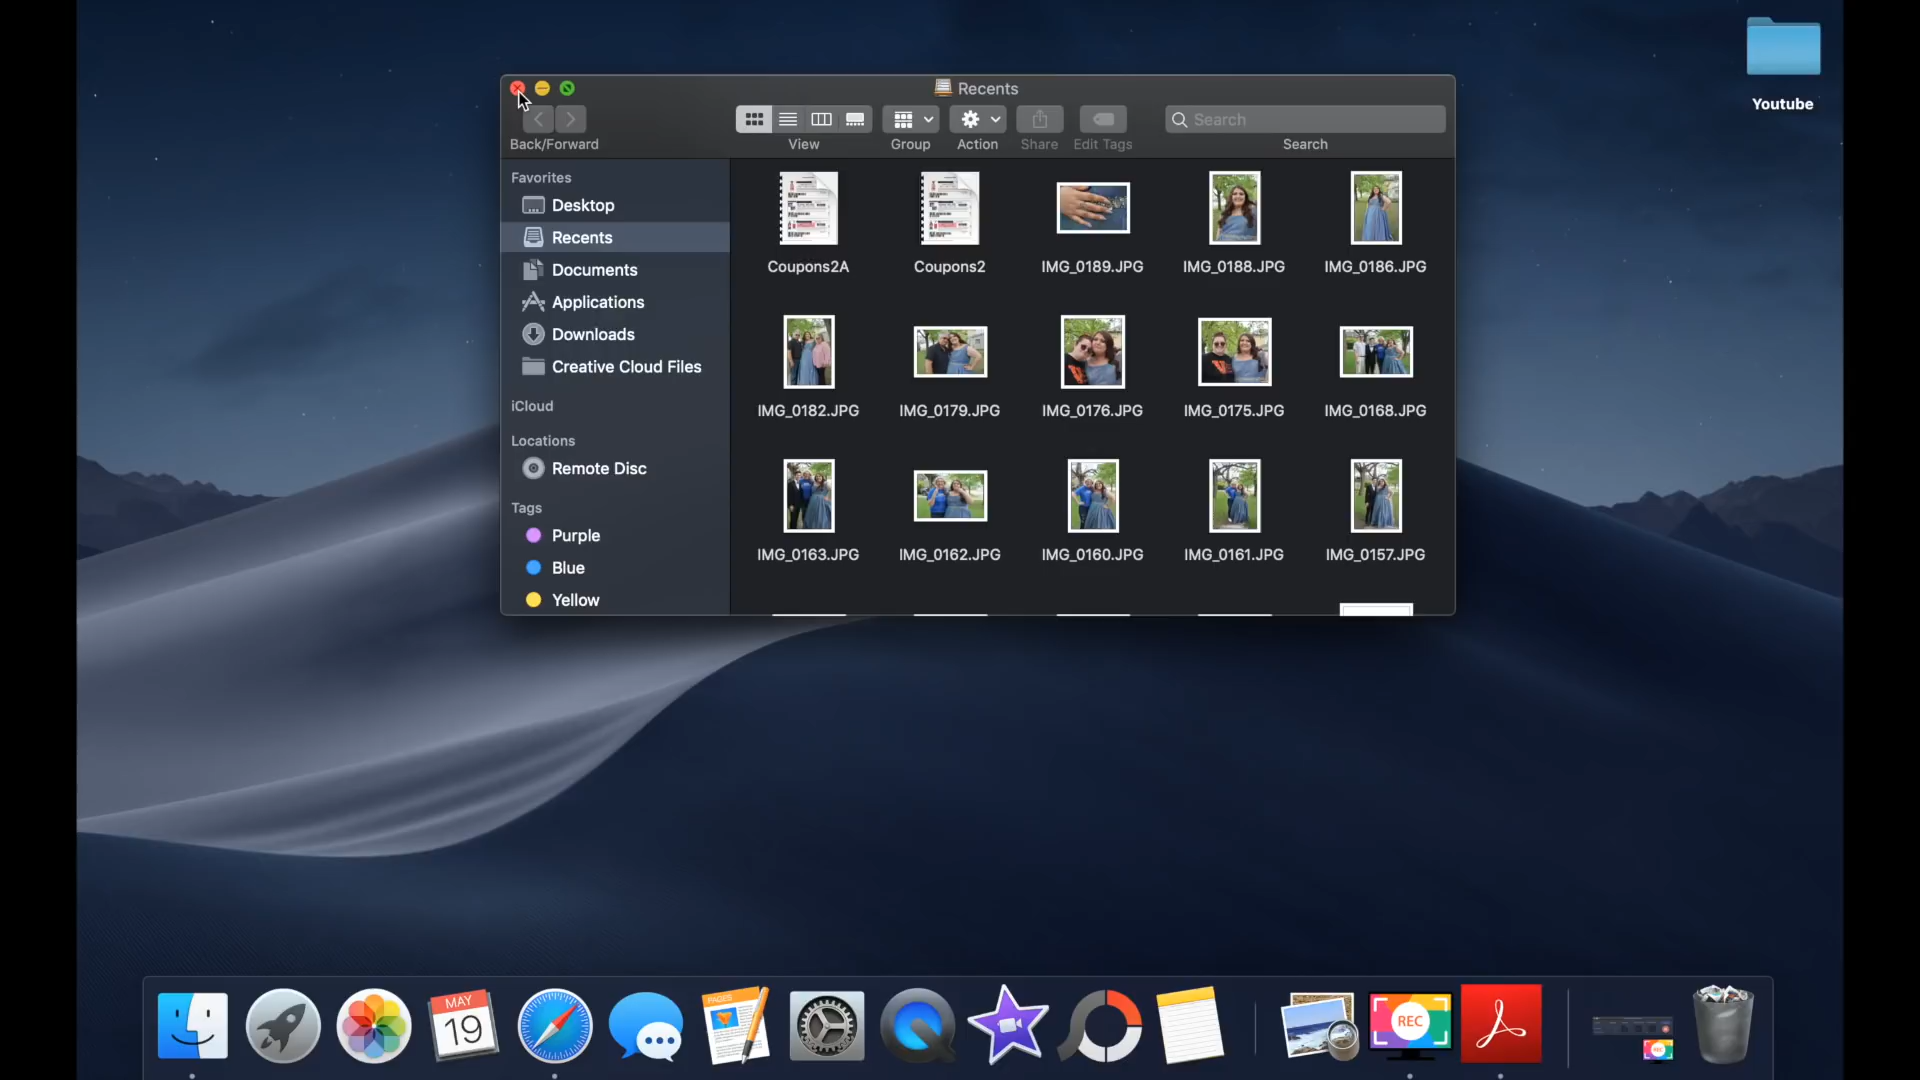 Youtube
Recents
Search
Back/Forward
View
Group
Action
Share
Edit Tags
Search
Favorites
Desktop
Recents
Documents
Applications
Downloads
Creative Cloud Files
iCloud
Locations
Remote Disc
Tags
Purple
Blue
Yellow
Coupons2A
Coupons2
IMG_0189.JPG
IMG_0188.JPG
IMG_0186.JPG
IMG_0182.JPG
IMG_0179.JPG
IMG_0176.JPG
IMG_0175.JPG
IMG_0168.JPG
IMG_0163.JPG
IMG_0162.JPG
IMG_0160.JPG
IMG_0161.JPG
IMG_0157.JPG
MAY
19
PAGES
REC